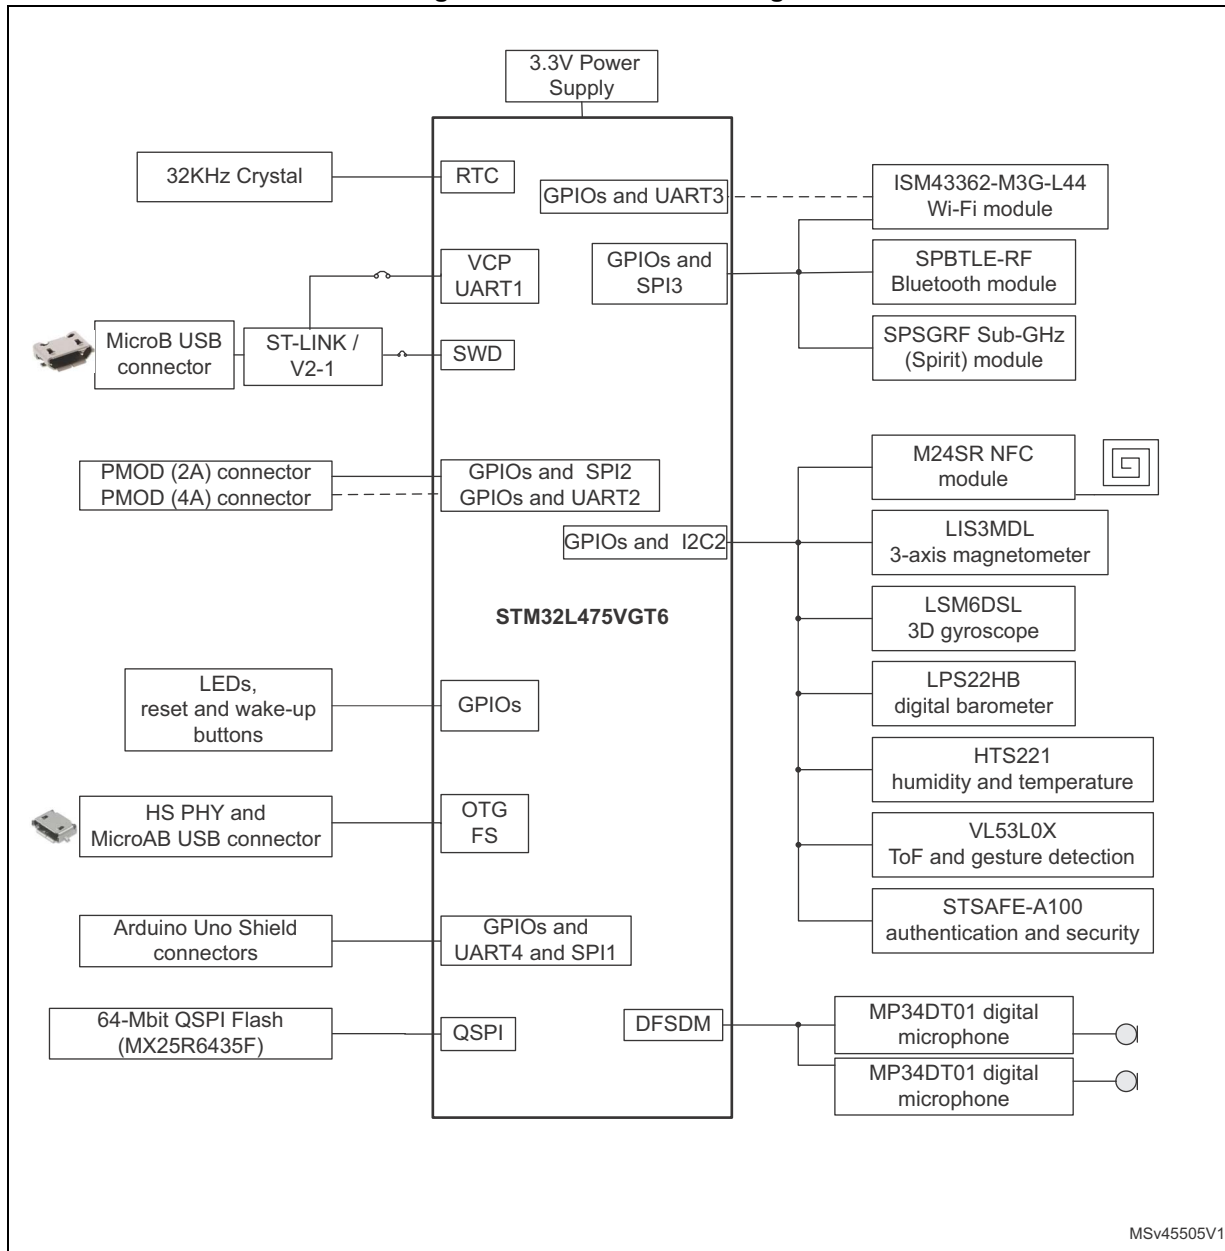 3.3V Power
Supply
32KHz Crystal
RTC
GPIOs and UART3
ISM43362-M3G-L44
Wi-Fi module
VCP
UART1
GPIOs and
SPI3
SPBTLE-RF
Bluetooth module
MicroB USB
connector
ST-LINK /
V2-1
SWD
SPSGRF Sub-GHz
(Spirit) module
PMOD (2A) connector
PMOD (4A) connector
GPIOs and SPI2
GPIOs and UART2
M24SR NFC
module
GPIOs and I2C2
LIS3MDL
3-axis magnetometer
STM32L475VGT6
LSM6DSL
3D gyroscope
LEDs,
reset and wake-up
buttons
GPIOs
LPS22HB
digital barometer
HTS221
humidity and temperature
HS PHY and
MicroAB USB connector
OTG
FS
VL53L0X
ToF and gesture detection
Arduino Uno Shield
connectors
GPIOs and
UART4 and SPI1
STSAFE-A100
authentication and security
64-Mbit QSPI Flash
(MX25R6435F)
QSPI
DFSDM
MP34DT01 digital
microphone
MP34DT01 digital
microphone
MSv45505V1